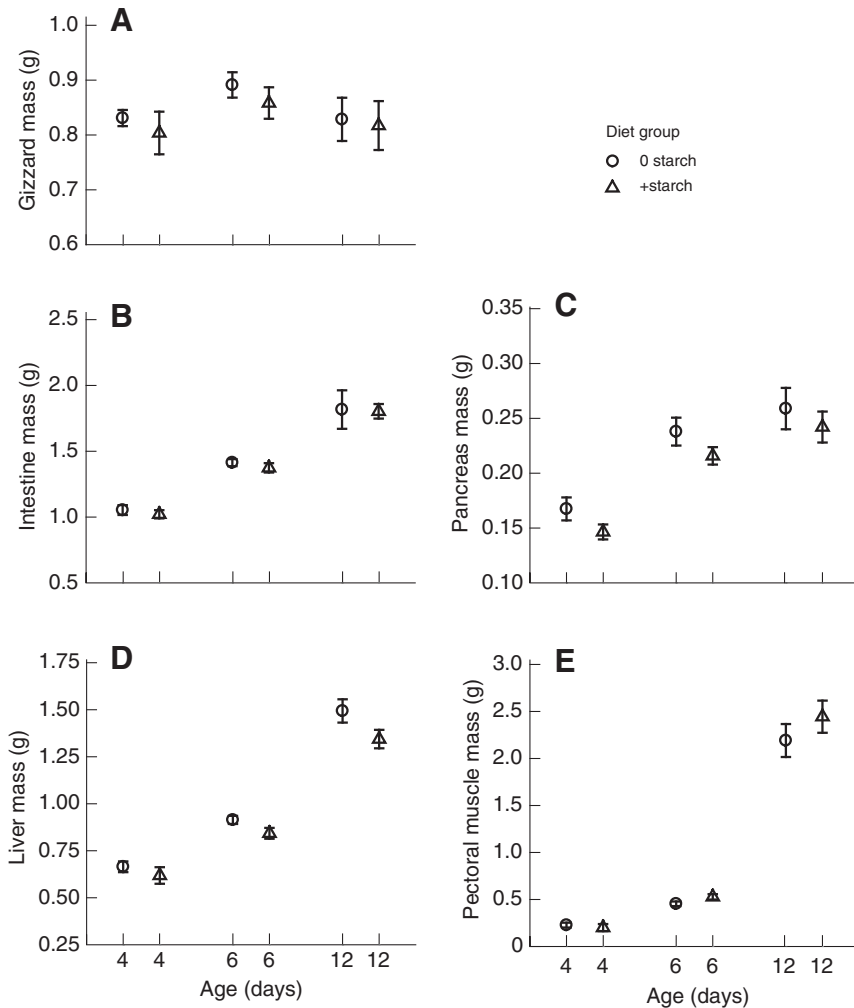 A
Gizzard mass (g)
1.0
0.9
0.8
0.7
0.6
Diet group
0 starch
+starch
B
Intestine mass (g)
2.5
2.0
1.5
1.0
0.5
C
Pancreas mass (g)
0.35
0.30
0.25
0.20
0.15
0.10
D
Liver mass (g)
1.75
1.50
1.25
1.00
0.75
0.50
0.25
4 4 6 6 12 12
Age (days)
E
Pectoral muscle mass (g)
3.0
2.5
2.0
1.5
1.0
0.5
0
4 4 6 6 12 12
Age (days)